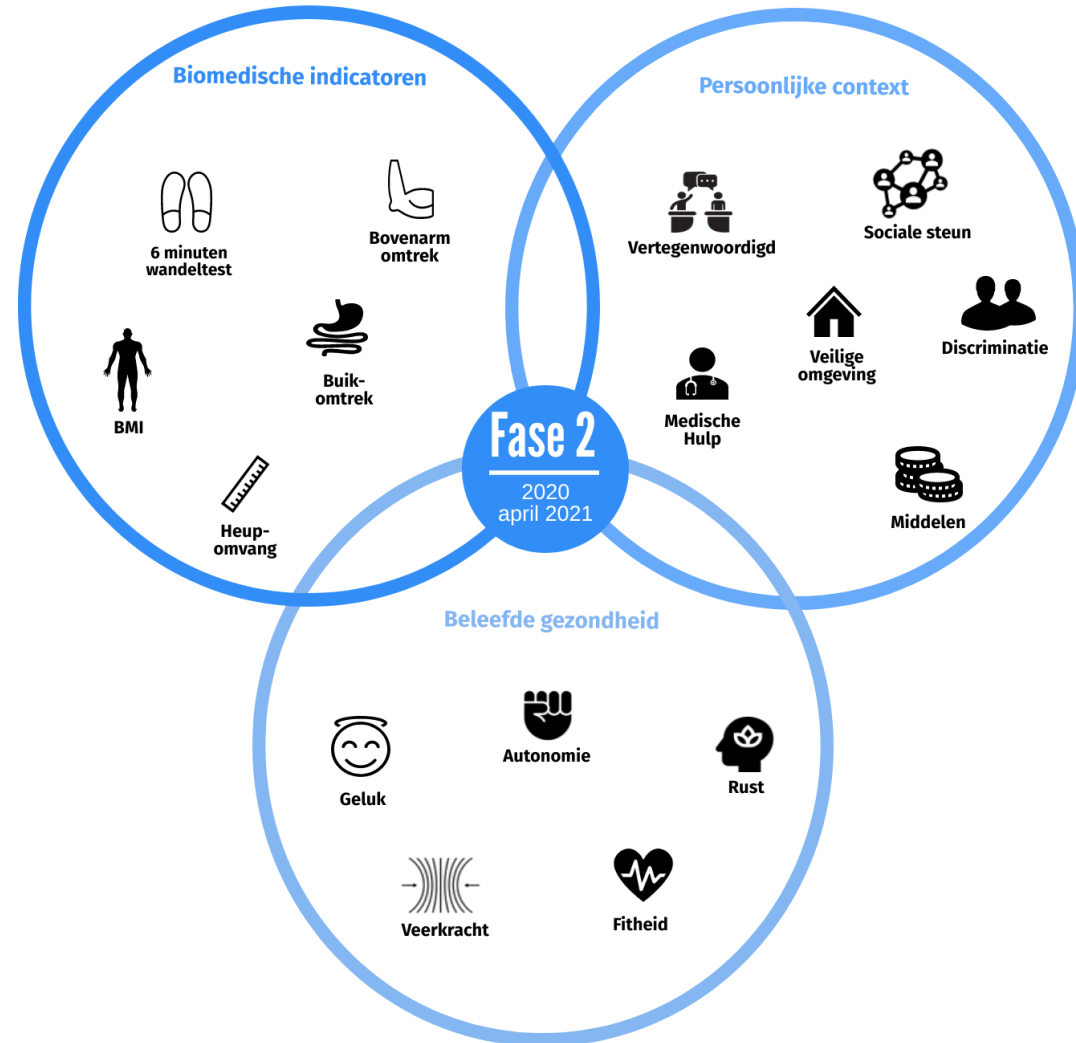 Biomedische indicatoren
6 minuten
wandeltest
Bovenarm
omtrek
BMI
Buik-
omtrek
Heup-
omvang
Persoonlijke context
Vertegenwoordigd
Sociale steun
Veilige
omgeving
Discriminatie
Medische
Hulp
Middelen
Fase 2
2020
april 2021
Beleefde gezondheid
Geluk
Autonomie
Rust
Veerkracht
Fitheid